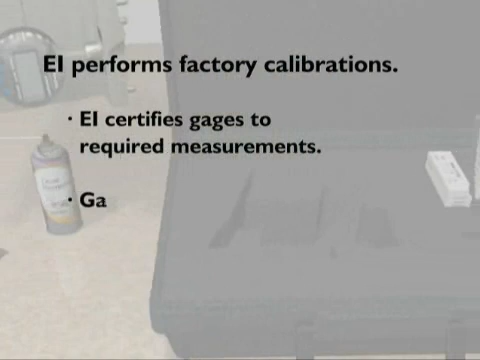 EI performs factory calibrations.
· EI certifies gages to
required measurements.
· Ga